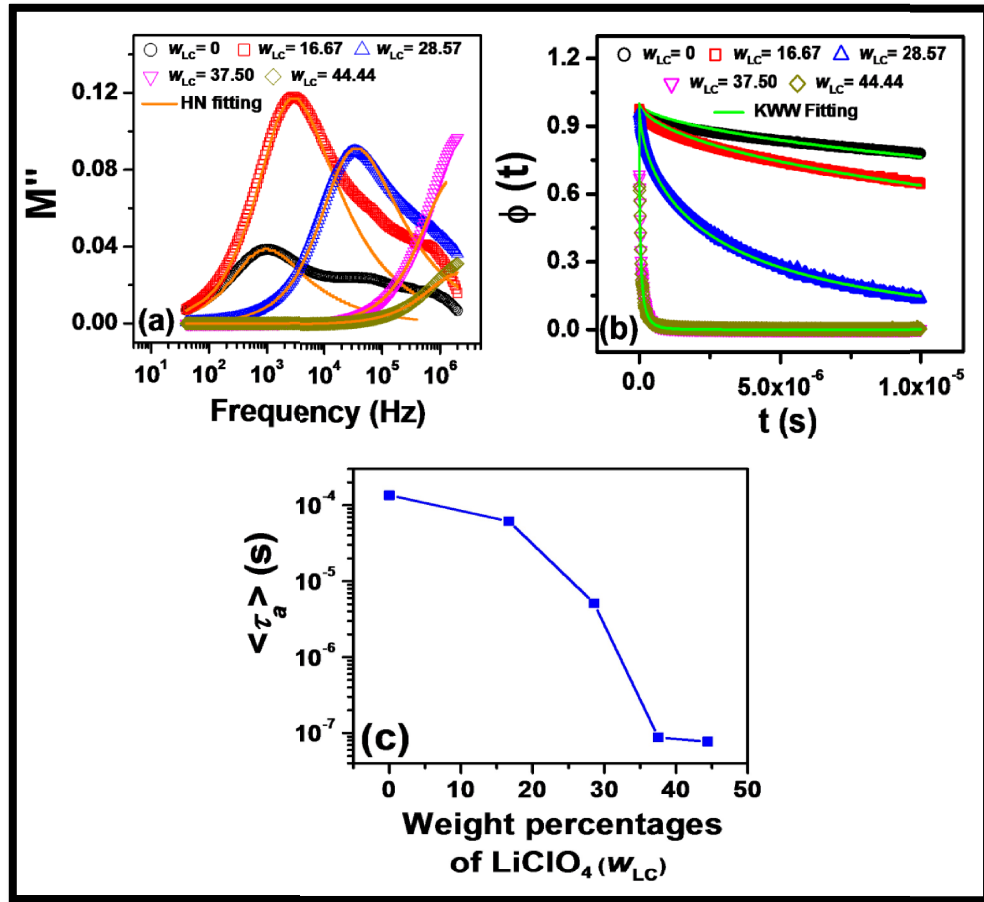 w_LC = 0 w_LC = 16.67 w_LC = 28.57
w_LC = 37.50 w_LC = 44.44
HN fitting
0.12
0.08
0.04
0.00
M''
(a)
10^1 10^2 10^3 10^4 10^5 10^6
Frequency (Hz)
w_LC = 0 w_LC = 16.67 w_LC = 28.57
w_LC = 37.50 w_LC = 44.44
KWW Fitting
1.2
0.9
0.6
0.3
0.0
ϕ (t)
(b)
0.0 5.0x10^-6 1.0x10^-5
t (s)
10^-4
10^-5
10^-6
10^-7
<τ_a> (s)
(c)
0 10 20 30 40 50
Weight percentages
of LiClO_4 (w_LC)